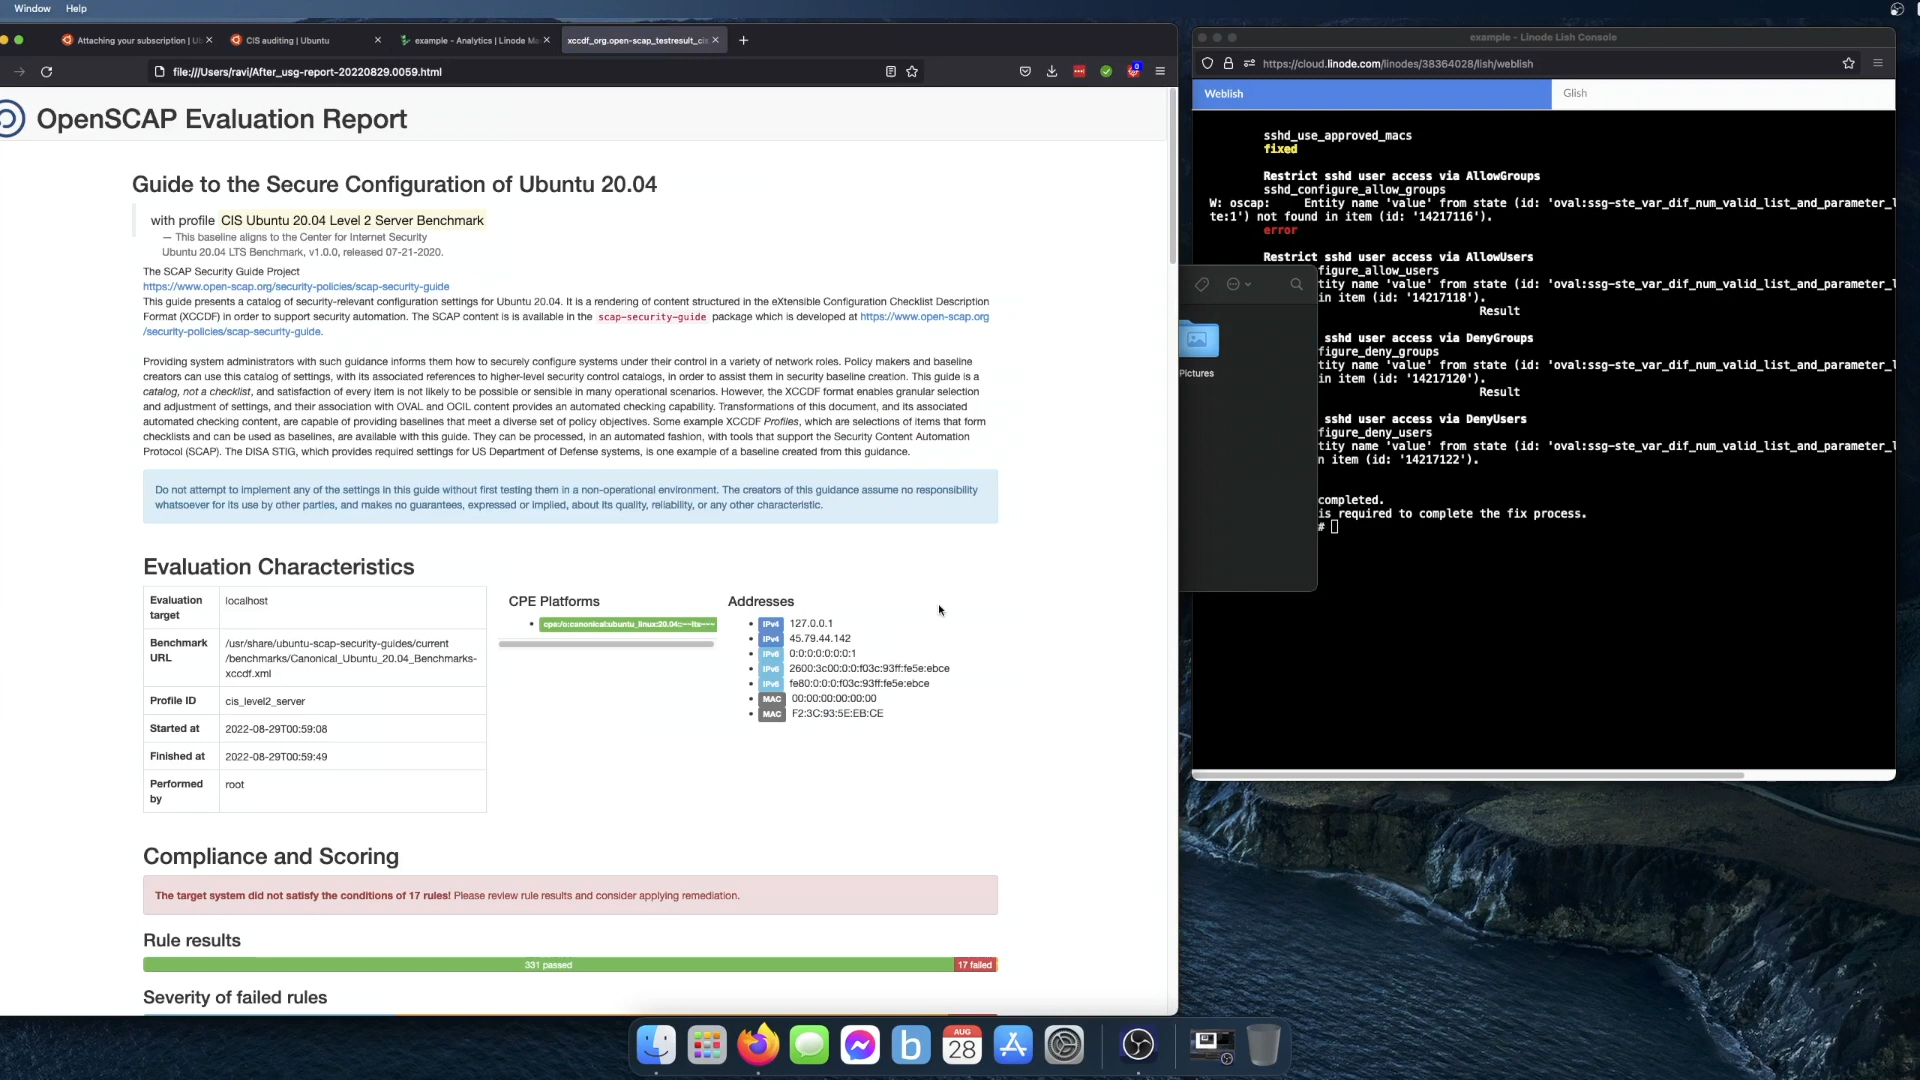 Window Help
Attaching your subscription | Ub
CIS auditing | Ubuntu
example - Analytics | Linode Ma
xccdf_org.open-scap_testresult_cis
file:///Users/ravi/After_usg-report-20220829.0059.html
OpenSCAP Evaluation Report
Guide to the Secure Configuration of Ubuntu 20.04
with profile CIS Ubuntu 20.04 Level 2 Server Benchmark
— This baseline aligns to the Center for Internet Security
Ubuntu 20.04 LTS Benchmark, v1.0.0, released 07-21-2020.
The SCAP Security Guide Project
https://www.open-scap.org/security-policies/scap-security-guide
This guide presents a catalog of security-relevant configuration settings for Ubuntu 20.04. It is a rendering of content structured in the eXtensible Configuration Checklist Description
Format (XCCDF) in order to support security automation. The SCAP content is is available in the scap-security-guide package which is developed at https://www.open-scap.org
/security-policies/scap-security-guide.
Providing system administrators with such guidance informs them how to securely configure systems under their control in a variety of network roles. Policy makers and baseline
creators can use this catalog of settings, with its associated references to higher-level security control catalogs, in order to assist them in security baseline creation. This guide is a
catalog, not a checklist, and satisfaction of every item is not likely to be possible or sensible in many operational scenarios. However, the XCCDF format enables granular selection
and adjustment of settings, and their association with OVAL and OCIL content provides an automated checking capability. Transformations of this document, and its associated
automated checking content, are capable of providing baselines that meet a diverse set of policy objectives. Some example XCCDF Profiles, which are selections of items that form
checklists and can be used as baselines, are available with this guide. They can be processed, in an automated fashion, with tools that support the Security Content Automation
Protocol (SCAP). The DISA STIG, which provides required settings for US Department of Defense systems, is one example of a baseline created from this guidance.
Do not attempt to implement any of the settings in this guide without first testing them in a non-operational environment. The creators of this guidance assume no responsibility
whatsoever for its use by other parties, and makes no guarantees, expressed or implied, about its quality, reliability, or any other characteristic.
Evaluation Characteristics
Evaluation target localhost
Benchmark URL /usr/share/ubuntu-scap-security-guides/current
/benchmarks/Canonical_Ubuntu_20.04_Benchmarks-
xccdf.xml
Profile ID cis_level2_server
Started at 2022-08-29T00:59:08
Finished at 2022-08-29T00:59:49
Performed by root
CPE Platforms
cpe:/o:canonical:ubuntu_linux:20.04::~~lts~~~
Addresses
IPv4 127.0.0.1
IPv4 45.79.44.142
IPv6 0:0:0:0:0:0:0:1
IPv6 2600:3c00:0:0:f03c:93ff:fe5e:ebce
IPv6 fe80:0:0:0:f03c:93ff:fe5e:ebce
MAC 00:00:00:00:00:00
MAC F2:3C:93:5E:EB:CE
Compliance and Scoring
The target system did not satisfy the conditions of 17 rules! Please review rule results and consider applying remediation.
Rule results
331 passed
17 failed
Severity of failed rules
example - Linode Lish Console
https://cloud.linode.com/linodes/38364028/lish/weblish
Weblish
Glish
sshd_use_approved_macs
fixed
Restrict sshd user access via AllowGroups
sshd_configure_allow_groups
W: oscap: Entity name 'value' from state (id: 'oval:ssg-ste_var_dif_num_valid_list_and_parameter_l
te:1') not found in item (id: '14217116').
error
Restrict sshd user access via AllowUsers
figure_allow_users
tity name 'value' from state (id: 'oval:ssg-ste_var_dif_num_valid_list_and_parameter_l
in item (id: '14217118').
Result
sshd user access via DenyGroups
figure_deny_groups
tity name 'value' from state (id: 'oval:ssg-ste_var_dif_num_valid_list_and_parameter_l
in item (id: '14217120').
Result
sshd user access via DenyUsers
figure_deny_users
tity name 'value' from state (id: 'oval:ssg-ste_var_dif_num_valid_list_and_parameter_l
n item (id: '14217122').
completed.
is required to complete the fix process.
#
Pictures
AUG
28
b
0